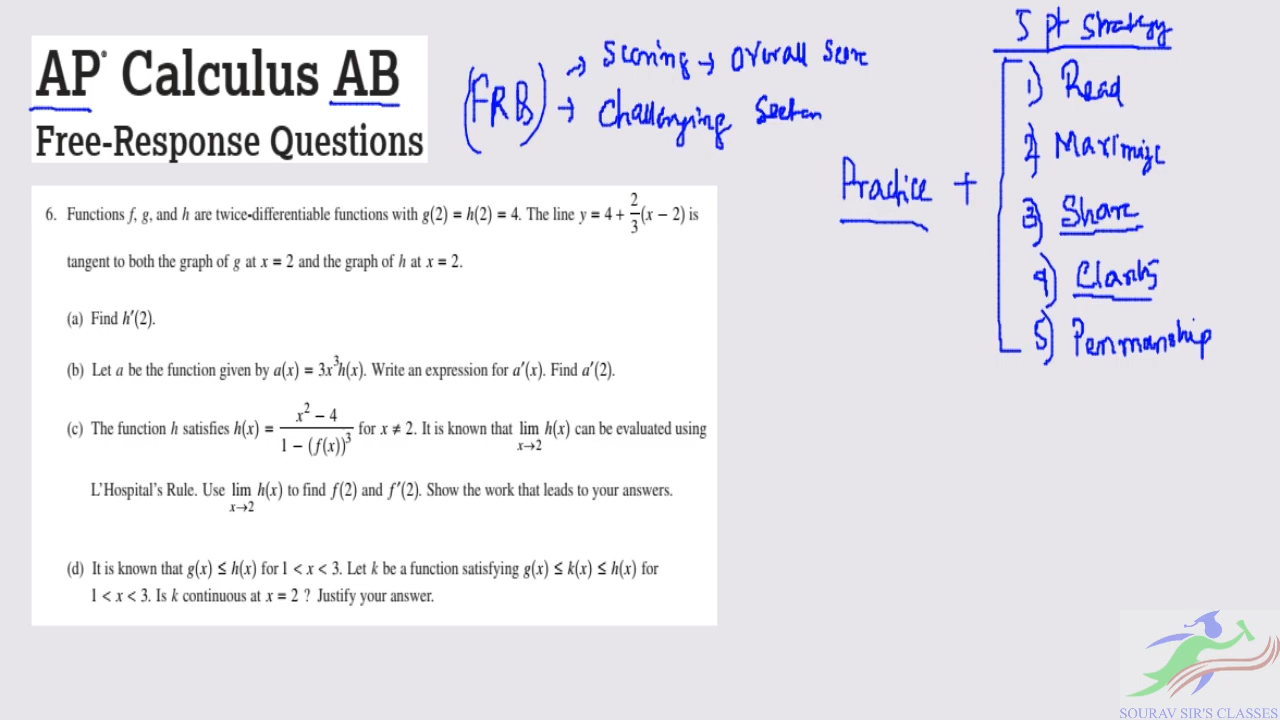 AP® Calculus AB
Free-Response Questions
(FRB) → Scoring → Overall Score
→ Challenging Section
Practice +
5 pt Strategy
1) Read
2) Maximize
3) Share
4) Clarity
5) Penmanship
6. Functions f, g, and h are twice-differentiable functions with g(2) = h(2) = 4. The line y = 4 + 2/3(x − 2) is
tangent to both the graph of g at x = 2 and the graph of h at x = 2.
(a) Find h′(2).
(b) Let a be the function given by a(x) = 3x³h(x). Write an expression for a′(x). Find a′(2).
(c) The function h satisfies h(x) = (x² − 4)/(1 − (f(x))³) for x ≠ 2. It is known that lim x→2 h(x) can be evaluated using
L’Hospital’s Rule. Use lim x→2 h(x) to find f(2) and f′(2). Show the work that leads to your answers.
(d) It is known that g(x) ≤ h(x) for 1 < x < 3. Let k be a function satisfying g(x) ≤ k(x) ≤ h(x) for
1 < x < 3. Is k continuous at x = 2 ? Justify your answer.
SOURAV SIR'S CLASSES